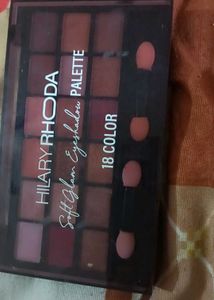 HILARY RHODA
Soft Glam Eyeshadow
PALETTE
18 COLOR